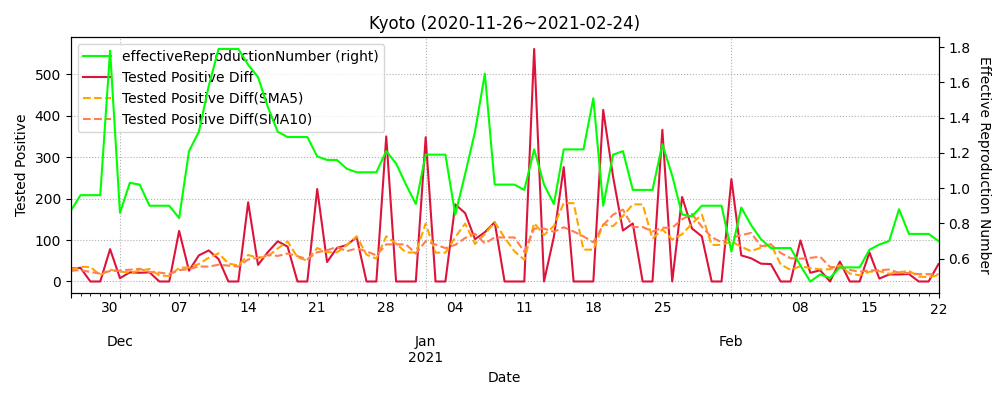 Kyoto (2020-11-26~2021-02-24)
effectiveReproductionNumber (right)
Tested Positive Diff
Tested Positive Diff(SMA5)
Tested Positive Diff(SMA10)
Tested Positive
500
400
300
200
100
0
1.8
1.6
1.4
1.2
1.0
0.8
0.6
Effective Reproduction Number
30 07 14 21 28 04 11 18 25 08 15 22
Dec Jan Feb
2021
Date